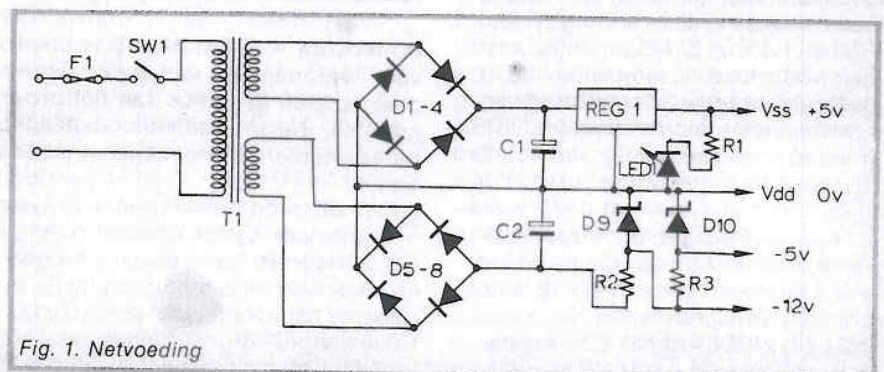 F.1
SW1
T1
D1-4
D5-8
C1
C2
REG 1
LED1
R1
D9
D10
R2
R3
Vss +5v
Vdd 0v
-5v
-12v
Fig. 1. Netvoeding